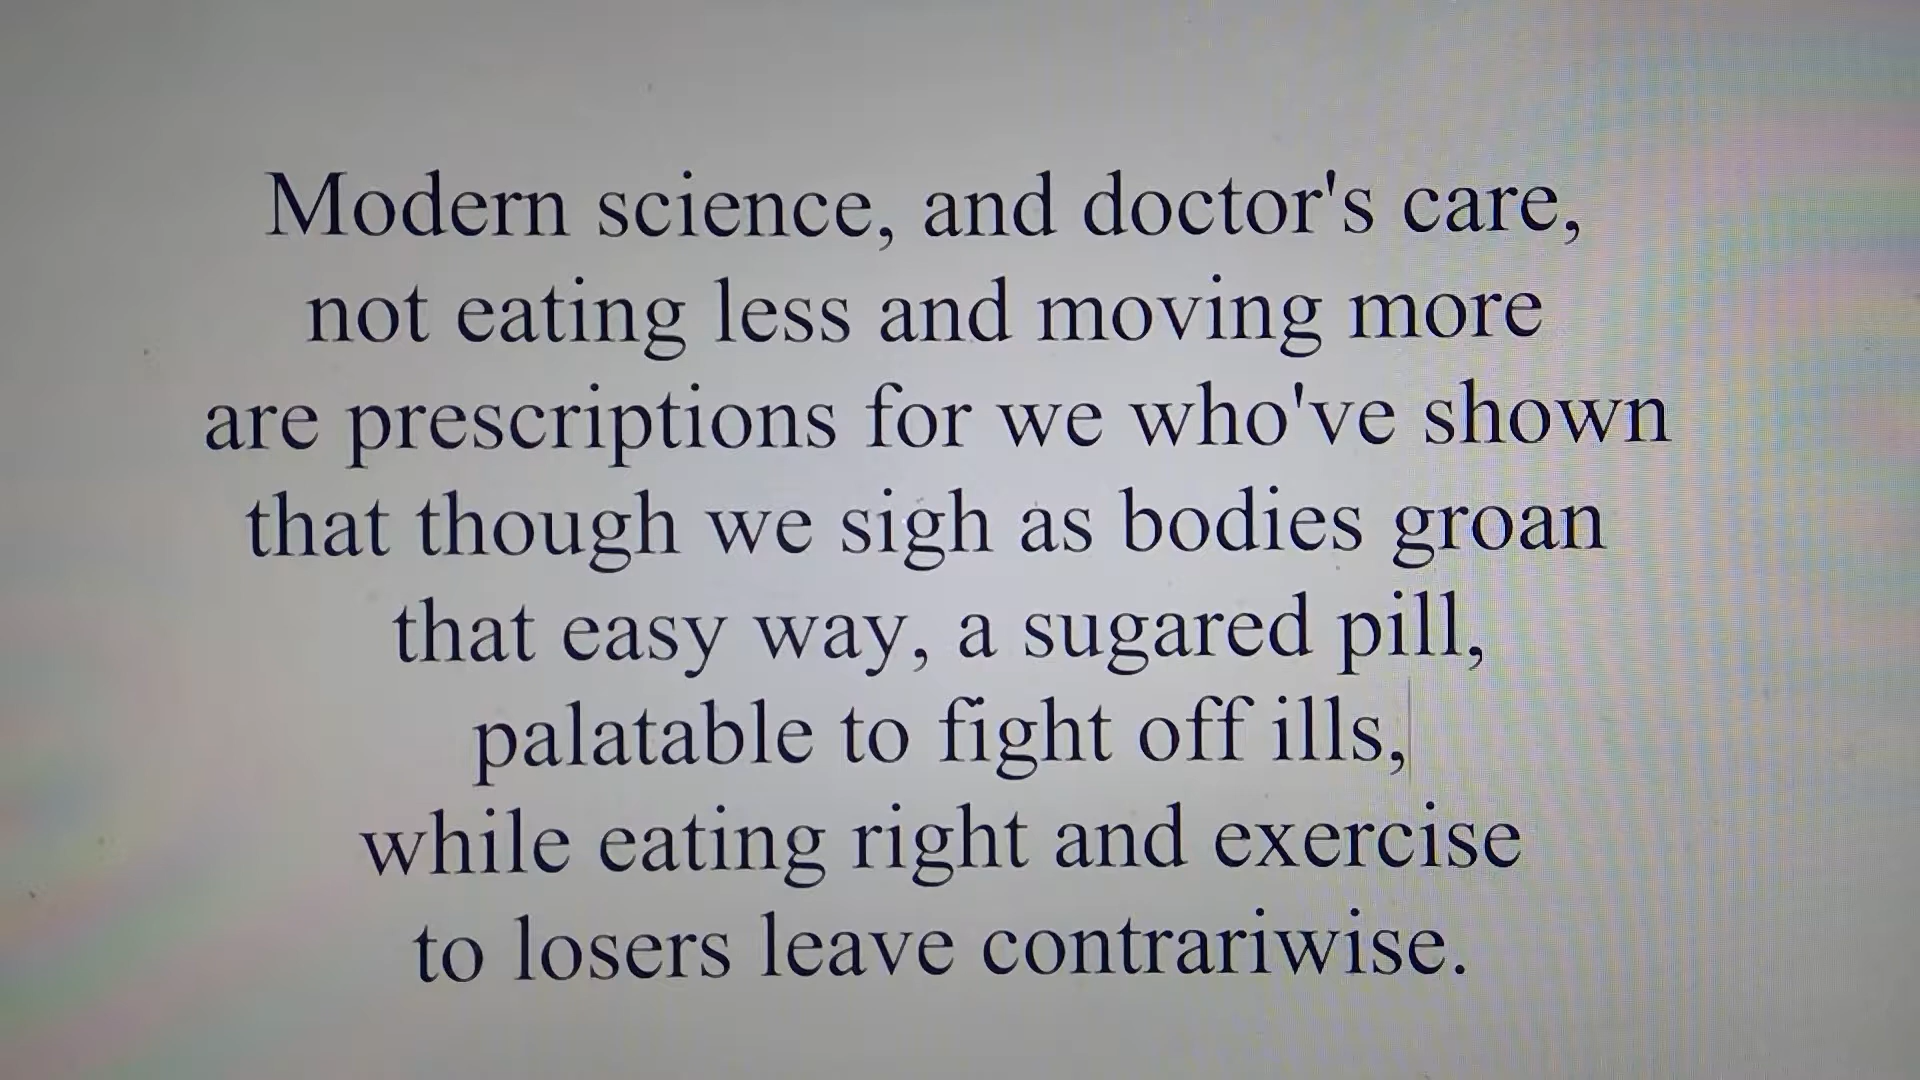 Modern science, and doctor's care,
not eating less and moving more
are prescriptions for we who've shown
that though we sigh as bodies groan
that easy way, a sugared pill,
palatable to fight off ills,
while eating right and exercise
to losers leave contrariwise.